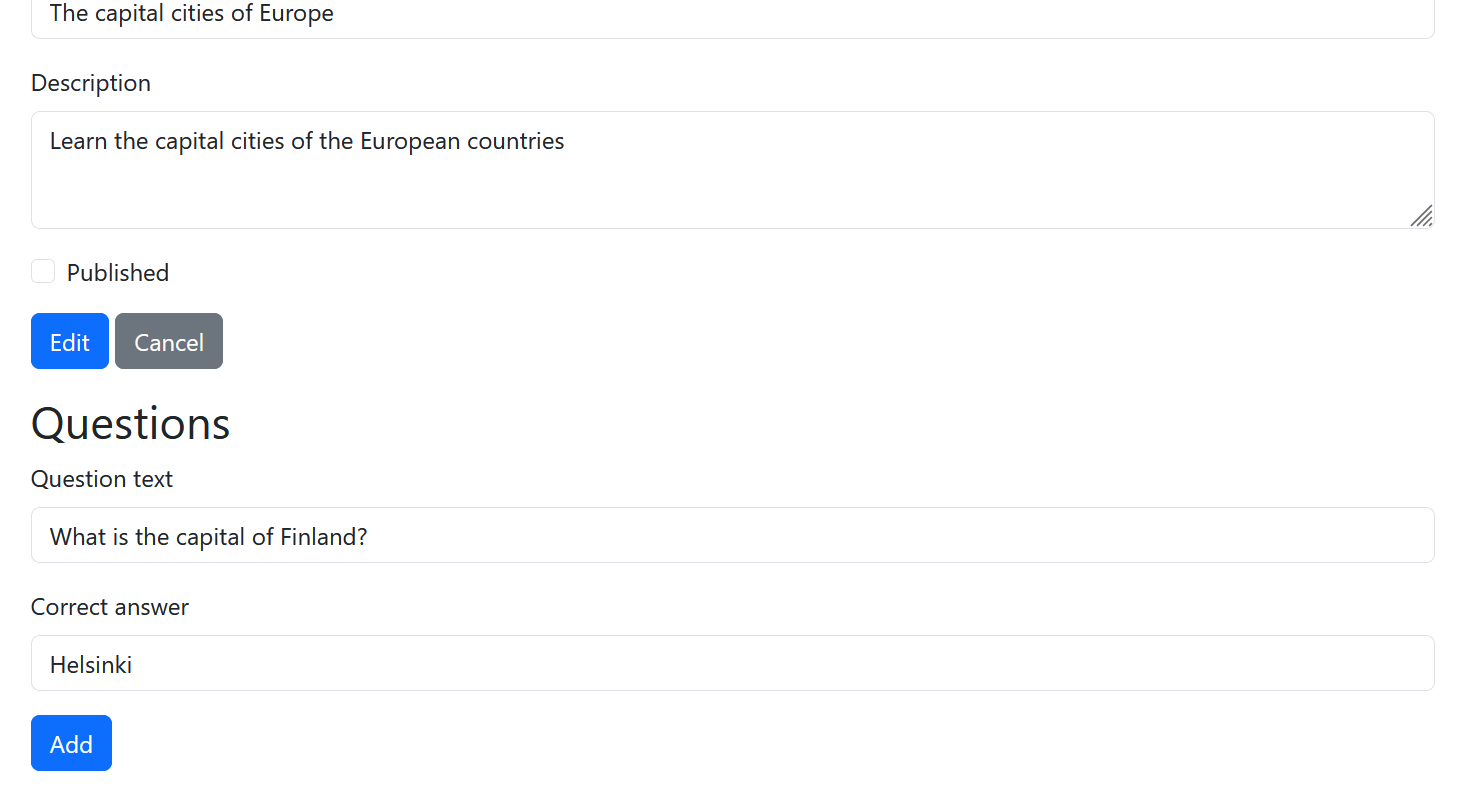 The capital cities of Europe
Description
Learn the capital cities of the European countries
Published
Edit Cancel
Questions
Question text
What is the capital of Finland?
Correct answer
Helsinki
Add